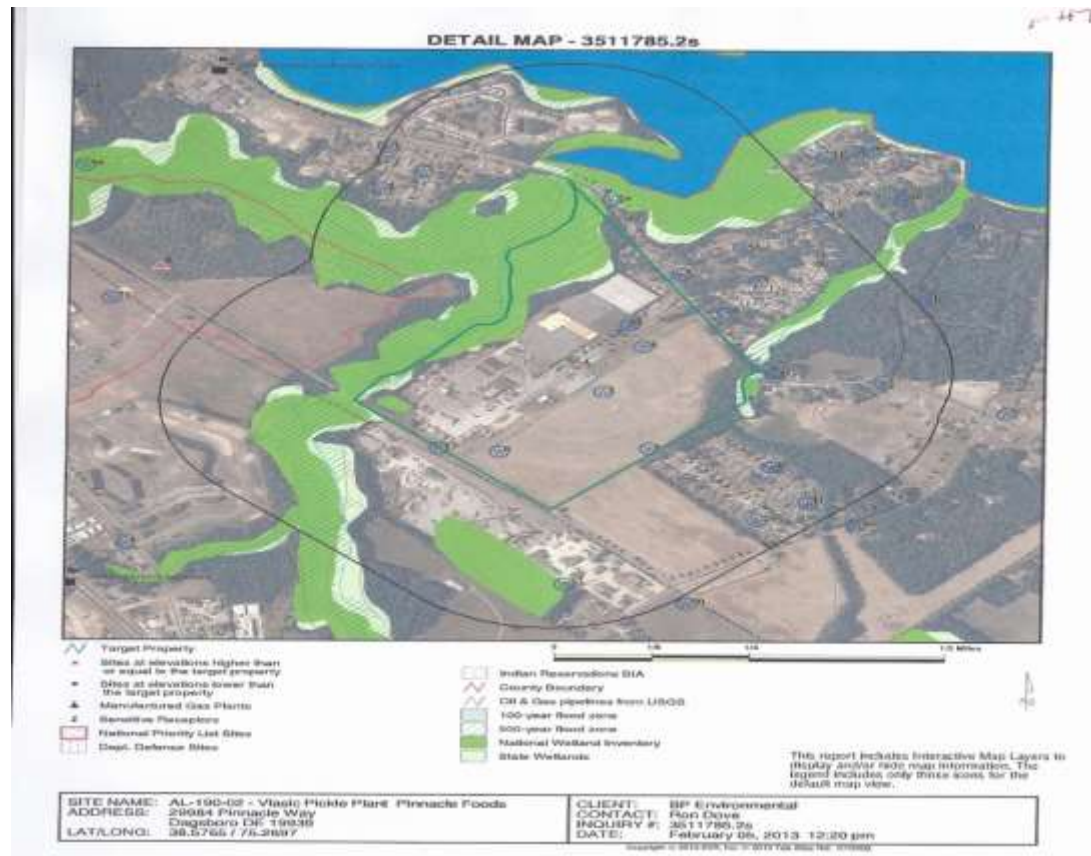 DETAIL MAP - 3511785.2s
Target Property
Sites at elevations higher than
or equal to the target property
Sites at elevations lower than
the target property
Manufactured Gas Plants
Sensitive Receptors
National Priority List Sites
Dept. Defense Sites
Indian Reservations BIA
County Boundary
Oil & Gas pipelines from USGS
100-year flood zone
500-year flood zone
National Wetland Inventory
State Wetlands
This report includes Interactive Map Layers to
display and/or hide map information. The
legend includes only those icons for the
default map view.
SITE NAME: AL-190-02 - Vlasic Pickle Plant Pinnacle Foods
ADDRESS: 29984 Pinnacle Way
Dagsboro DE 19939
LAT/LONG: 38.5765 / 75.2897
CLIENT: BP Environmental
CONTACT: Ron Dove
INQUIRY #: 3511785.2s
DATE: February 05, 2013 12:20 pm